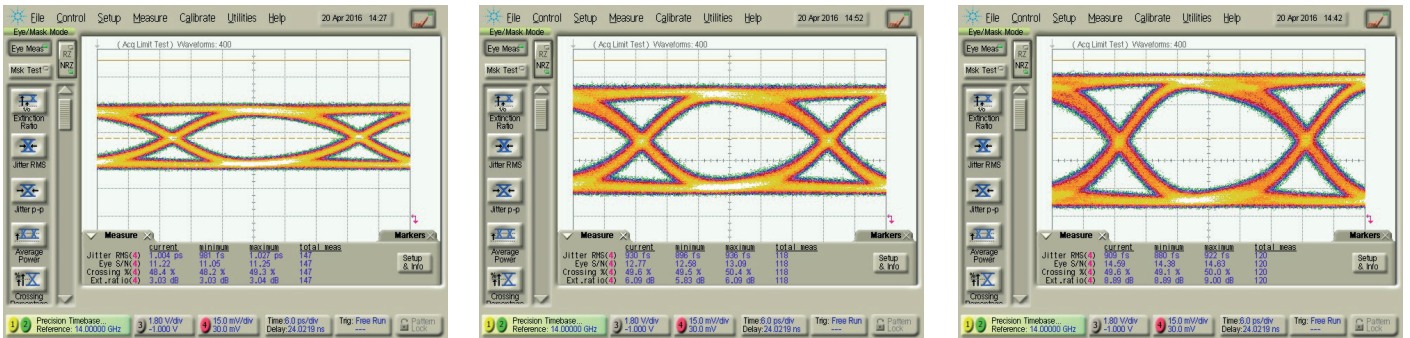 File Control Setup Measure Calibrate Utilities Help 20 Apr 2016 14:27
Eye/Mask Mode
Eye Meas
RZ
NRZ
Msk Test
( Acq Limit Test ) Waveforms: 400
Extinction
Ratio
Jitter RMS
Jitter p-p
Average
Power
Crossing
Measure
Markers
current minimum maximum total meas
Jitter RMS(4) 1.004 ps 981 fs 1.027 ps 147
Eye S/N(4) 11.22 11.05 11.25 147
Crossing %(4) 48.4 % 48.2 % 49.3 % 147
Ext.ratio(4) 3.03 dB 3.03 dB 3.04 dB 147
Setup
& Info
1 2 Precision Timebase...
Reference: 14.00000 GHz
3 1.80 V/div
-1.000 V
4 15.0 mV/div
30.0 mV
Time:6.0 ps/div
Delay:24.0219 ns
Trig: Free Run
----
Pattern
Lock
File Control Setup Measure Calibrate Utilities Help 20 Apr 2016 14:52
Eye/Mask Mode
Eye Meas
RZ
NRZ
Msk Test
( Acq Limit Test ) Waveforms: 400
Extinction
Ratio
Jitter RMS
Jitter p-p
Average
Power
Crossing
Measure
Markers
current minimum maximum total meas
Jitter RMS(4) 930 fs 896 fs 936 fs 118
Eye S/N(4) 12.77 12.58 13.09 118
Crossing %(4) 49.6 % 49.5 % 50.4 % 118
Ext.ratio(4) 6.09 dB 5.83 dB 6.09 dB 118
Setup
& Info
1 2 Precision Timebase...
Reference: 14.00000 GHz
3 1.80 V/div
-1.000 V
4 15.0 mV/div
30.0 mV
Time:6.0 ps/div
Delay:24.0219 ns
Trig: Free Run
----
Pattern
Lock
File Control Setup Measure Calibrate Utilities Help 20 Apr 2016 14:42
Eye/Mask Mode
Eye Meas
RZ
NRZ
Msk Test
( Acq Limit Test ) Waveforms: 400
Extinction
Ratio
Jitter RMS
Jitter p-p
Average
Power
Crossing
Measure
Markers
current minimum maximum total meas
Jitter RMS(4) 909 fs 880 fs 922 fs 120
Eye S/N(4) 14.59 14.38 14.63 120
Crossing %(4) 49.6 % 49.1 % 50.0 % 120
Ext.ratio(4) 8.89 dB 8.89 dB 9.00 dB 120
Setup
& Info
1 2 Precision Timebase...
Reference: 14.00000 GHz
3 1.80 V/div
-1.000 V
4 15.0 mV/div
30.0 mV
Time:6.0 ps/div
Delay:24.0219 ns
Trig: Free Run
----
Pattern
Lock